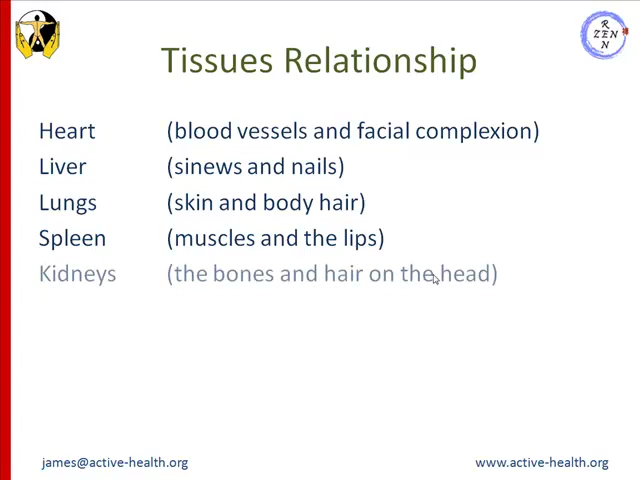 R
ZEN
N
Tissues Relationship
Heart (blood vessels and facial complexion)
Liver (sinews and nails)
Lungs (skin and body hair)
Spleen (muscles and the lips)
Kidneys (the bones and hair on the head)
james@active-health.org www.active-health.org